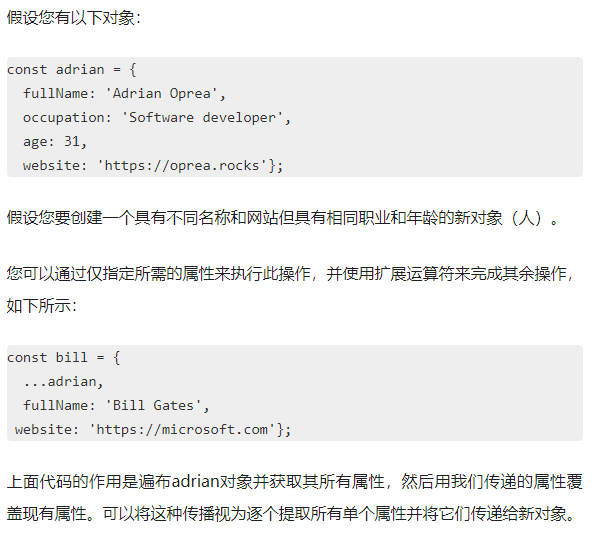 假设您有以下对象：
const adrian = {
  fullName: 'Adrian Oprea',
  occupation: 'Software developer',
  age: 31,
  website: 'https://oprea.rocks'};
假设您要创建一个具有不同名称和网站但具有相同职业和年龄的新对象（人）。
您可以通过仅指定所需的属性来执行此操作，并使用扩展运算符来完成其余操作，
如下所示：
const bill = {
  ...adrian,
  fullName: 'Bill Gates',
 website: 'https://microsoft.com'};
上面代码的作用是遍布adrian对象并获取其所有属性，然后用我们传递的属性覆
盖现有属性。可以将这种传播视为逐个提取所有单个属性并将它们传递给新对象。